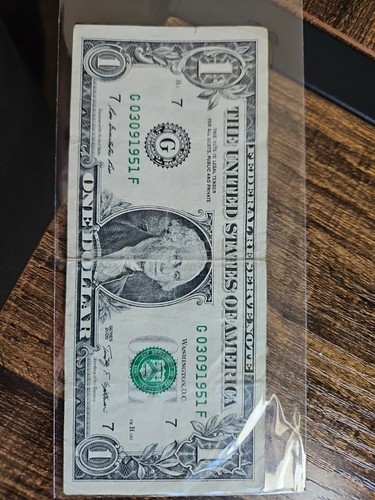 FEDERAL RESERVE NOTE
1
1
THE UNITED STATES OF AMERICA
THIS NOTE IS LEGAL TENDER
FOR ALL DEBTS, PUBLIC AND PRIVATE
G 03091951 F
WASHINGTON, D.C.
7
7
G
G 03091951 F
7
7
SERIES
1
ONE DOLLAR
1